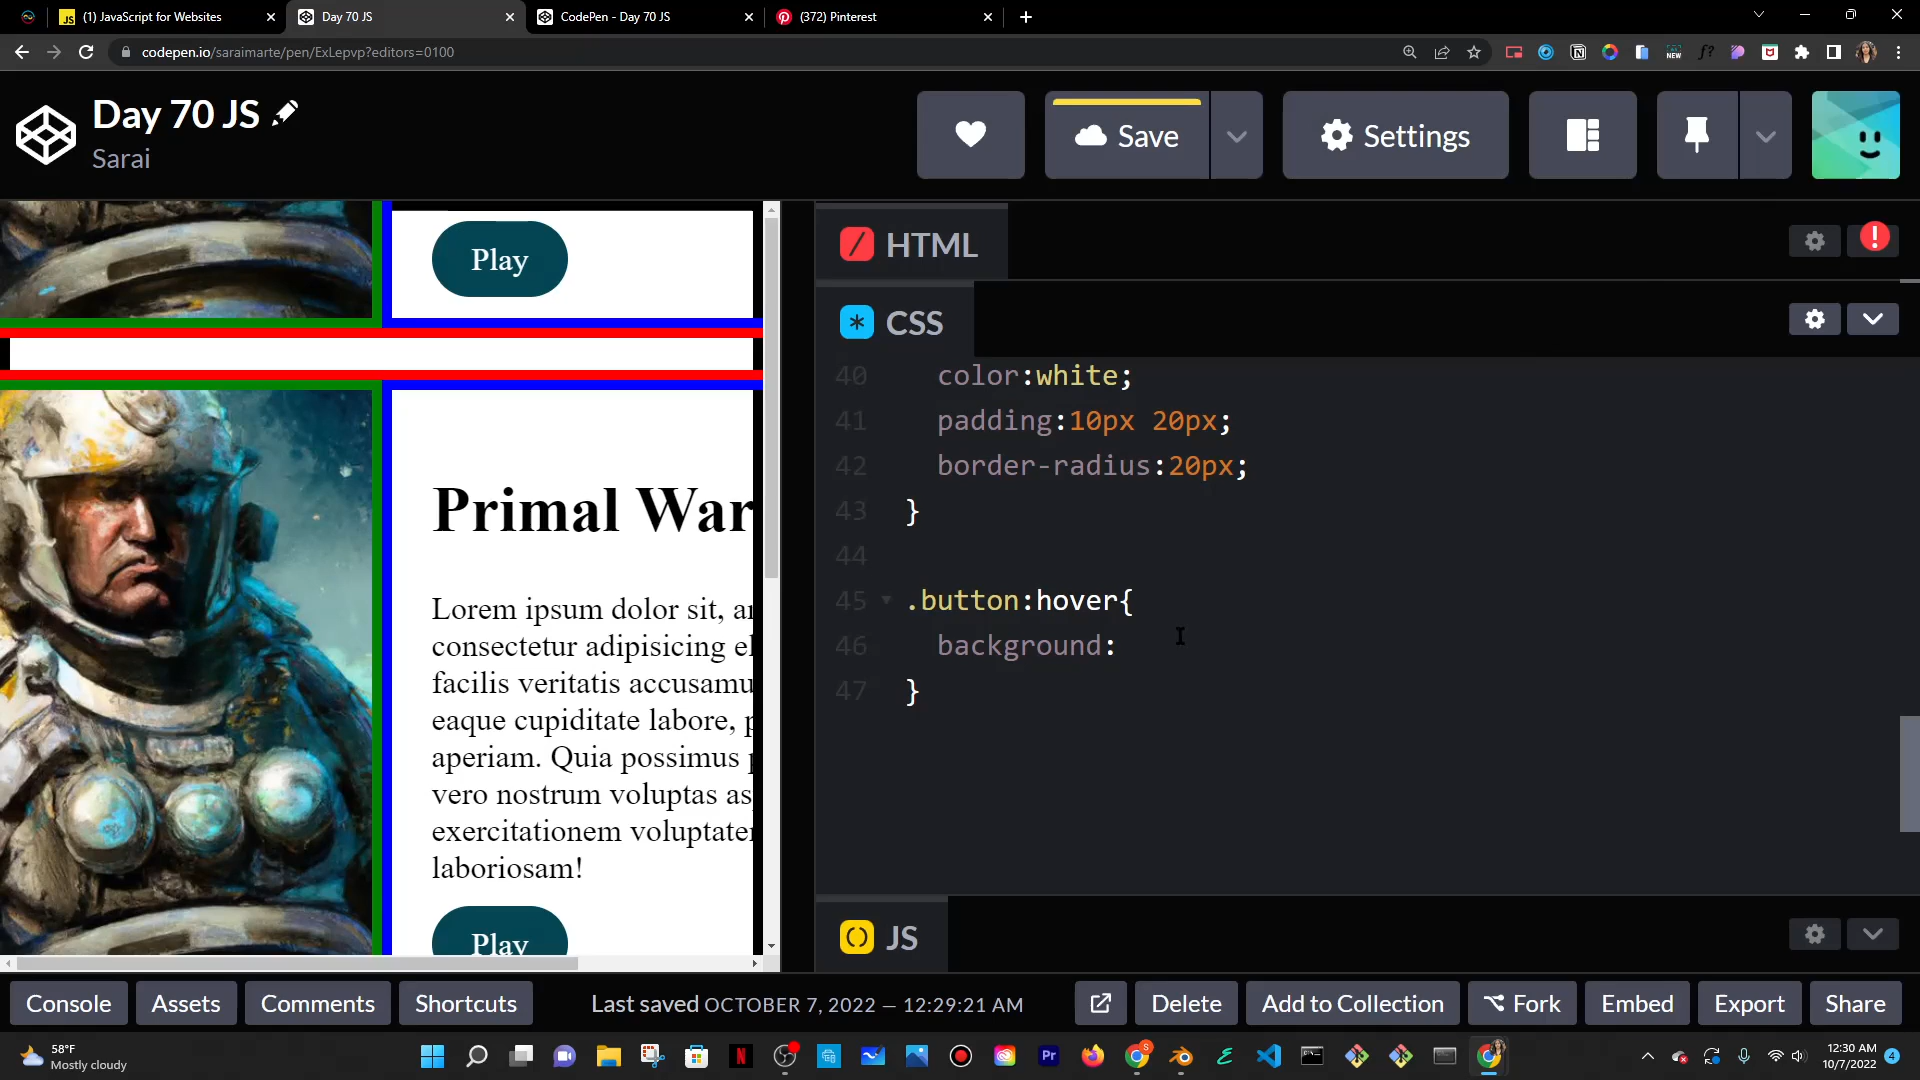 (1) JavaScript for Websites
Day 70 JS
CodePen - Day 70 JS
(372) Pinterest
codepen.io/saraimarte/pen/ExLepvp?editors=0100
Day 70 JS
Sarai
Save
Settings
Play
Primal War
Lorem ipsum dolor sit,
consectetur adipisicing
facilis veritatis
eaque cupiditate labore,
aperiam. Quia possimus
vero nostrum voluptas
exercitationem
laboriosam!
Play
HTML
CSS
40 color:white;
41 padding:10px 20px;
42 border-radius:20px;
43 }
44
45 .button:hover{
46 background:
47 }
JS
Console
Assets
Comments
Shortcuts
Last saved OCTOBER 7, 2022 — 12:29:21 AM
Delete
Add to Collection
Fork
Embed
Export
Share
58°F
Mostly cloudy
12:30 AM
10/7/2022
4